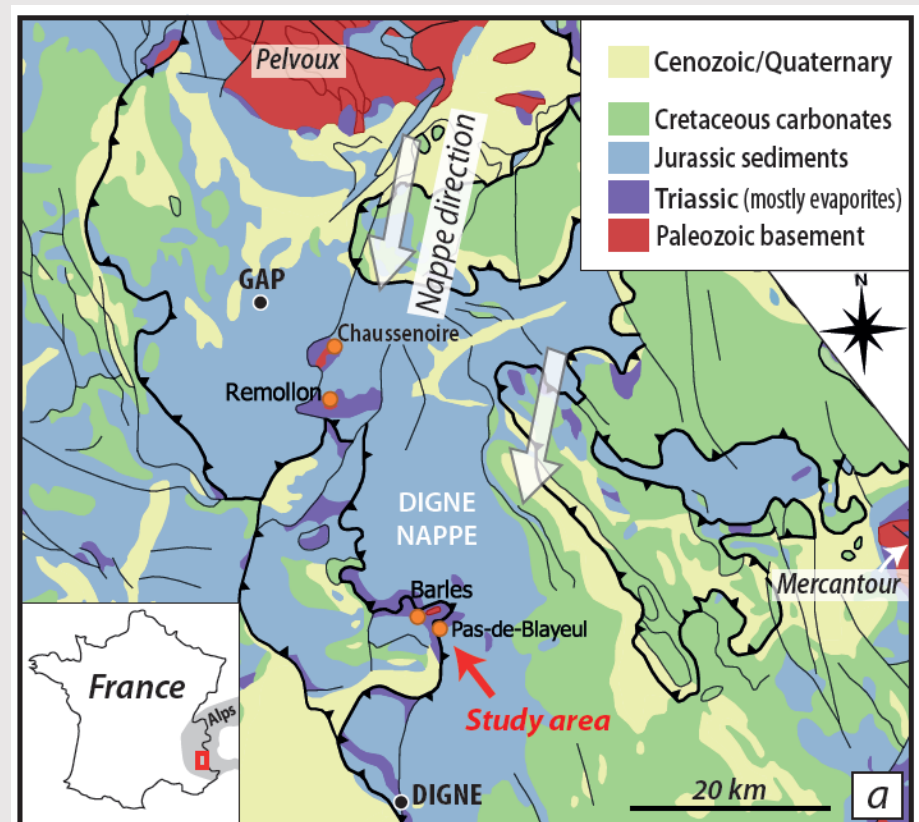 Pelvoux
Cenozoic/Quaternary
Cretaceous carbonates
Jurassic sediments
Triassic (mostly evaporites)
Paleozoic basement
Nappe direction
N
GAP
Chaussenoire
Remollon
DIGNE
NAPPE
Mercantour
Barles
Pas-de-Blayeul
Study area
France
Alps
DIGNE
20 km
a